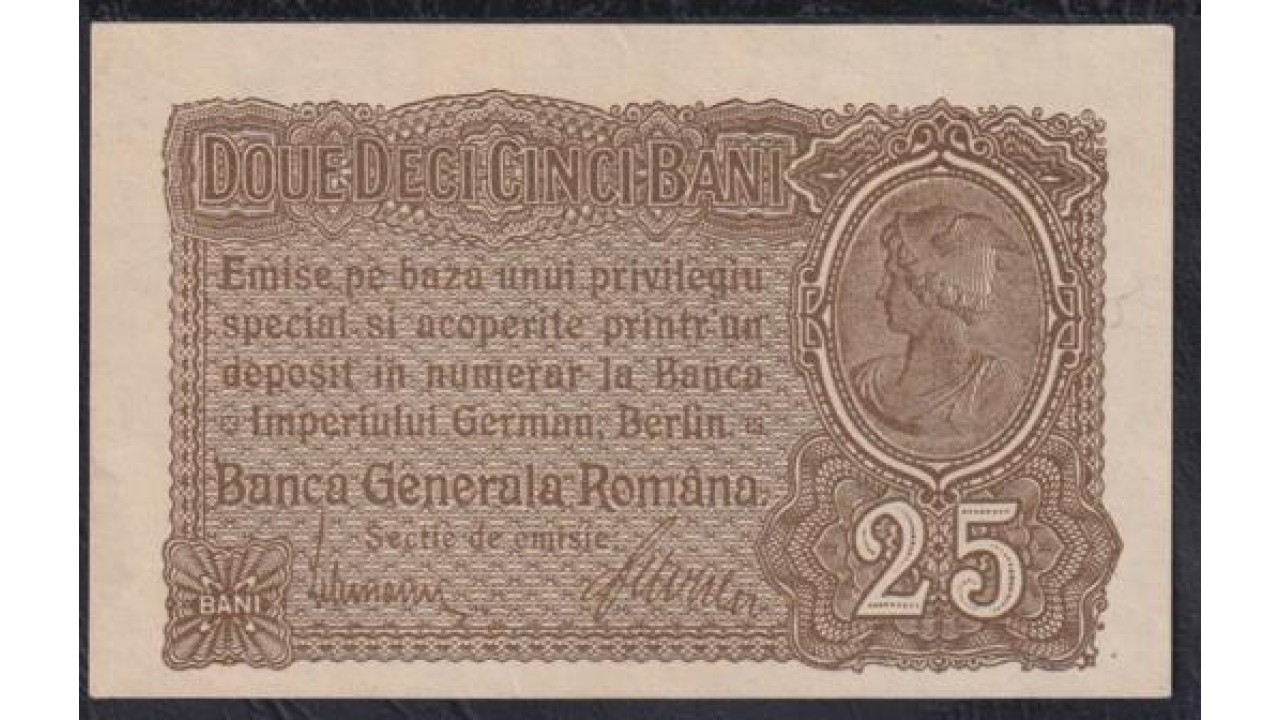 DOUE DECI CINCI BANI
Emise pe baza unui privilegiu
special si acoperite printr'un
deposit in numerar la Banca
Imperiului German, Berlin.
Banca Generala Româna.
Sectie de emisie.
BANI
25